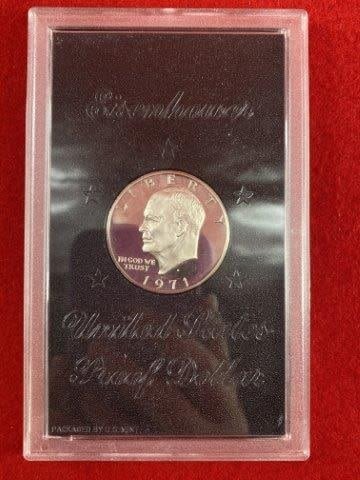 Eisenhower
LIBERTY
IN GOD WE
TRUST
1971
United States
Proof Dollar
PACKAGED BY U.S. MINT